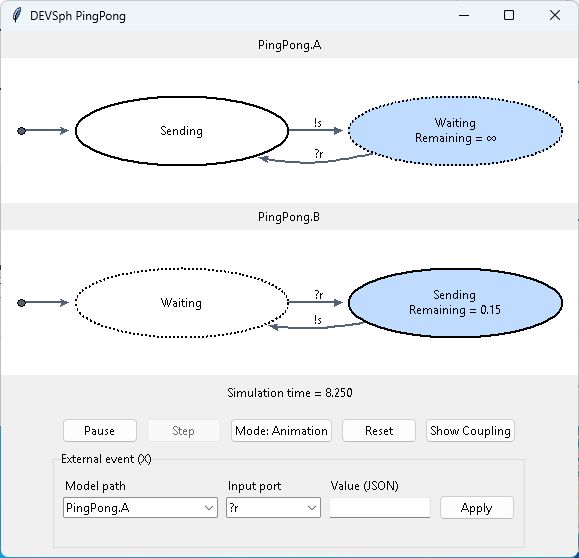 DEVSph PingPong
PingPong.A
Sending
!s
?r
Waiting
Remaining = ∞
PingPong.B
Waiting
?r
!s
Sending
Remaining = 0.15
Simulation time = 8.250
Pause
Step
Mode: Animation
Reset
Show Coupling
External event (X)
Model path
Input port
Value (JSON)
PingPong.A
?r
Apply